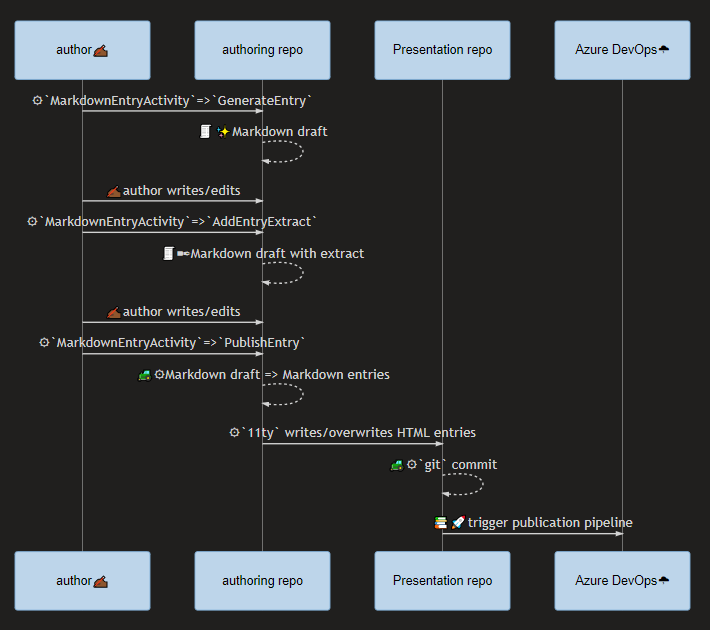 author✍🏾
authoring repo
Presentation repo
Azure DevOps🌩
⚙`MarkdownEntryActivity`=>`GenerateEntry`
📜✨Markdown draft
✍🏾author writes/edits
⚙`MarkdownEntryActivity`=>`AddEntryExtract`
📜Markdown draft with extract
✍🏾author writes/edits
⚙`MarkdownEntryActivity`=>`PublishEntry`
🚜⚙Markdown draft => Markdown entries
⚙`11ty` writes/overwrites HTML entries
🚜⚙`git` commit
📚🚀trigger publication pipeline
author✍🏾
authoring repo
Presentation repo
Azure DevOps🌩